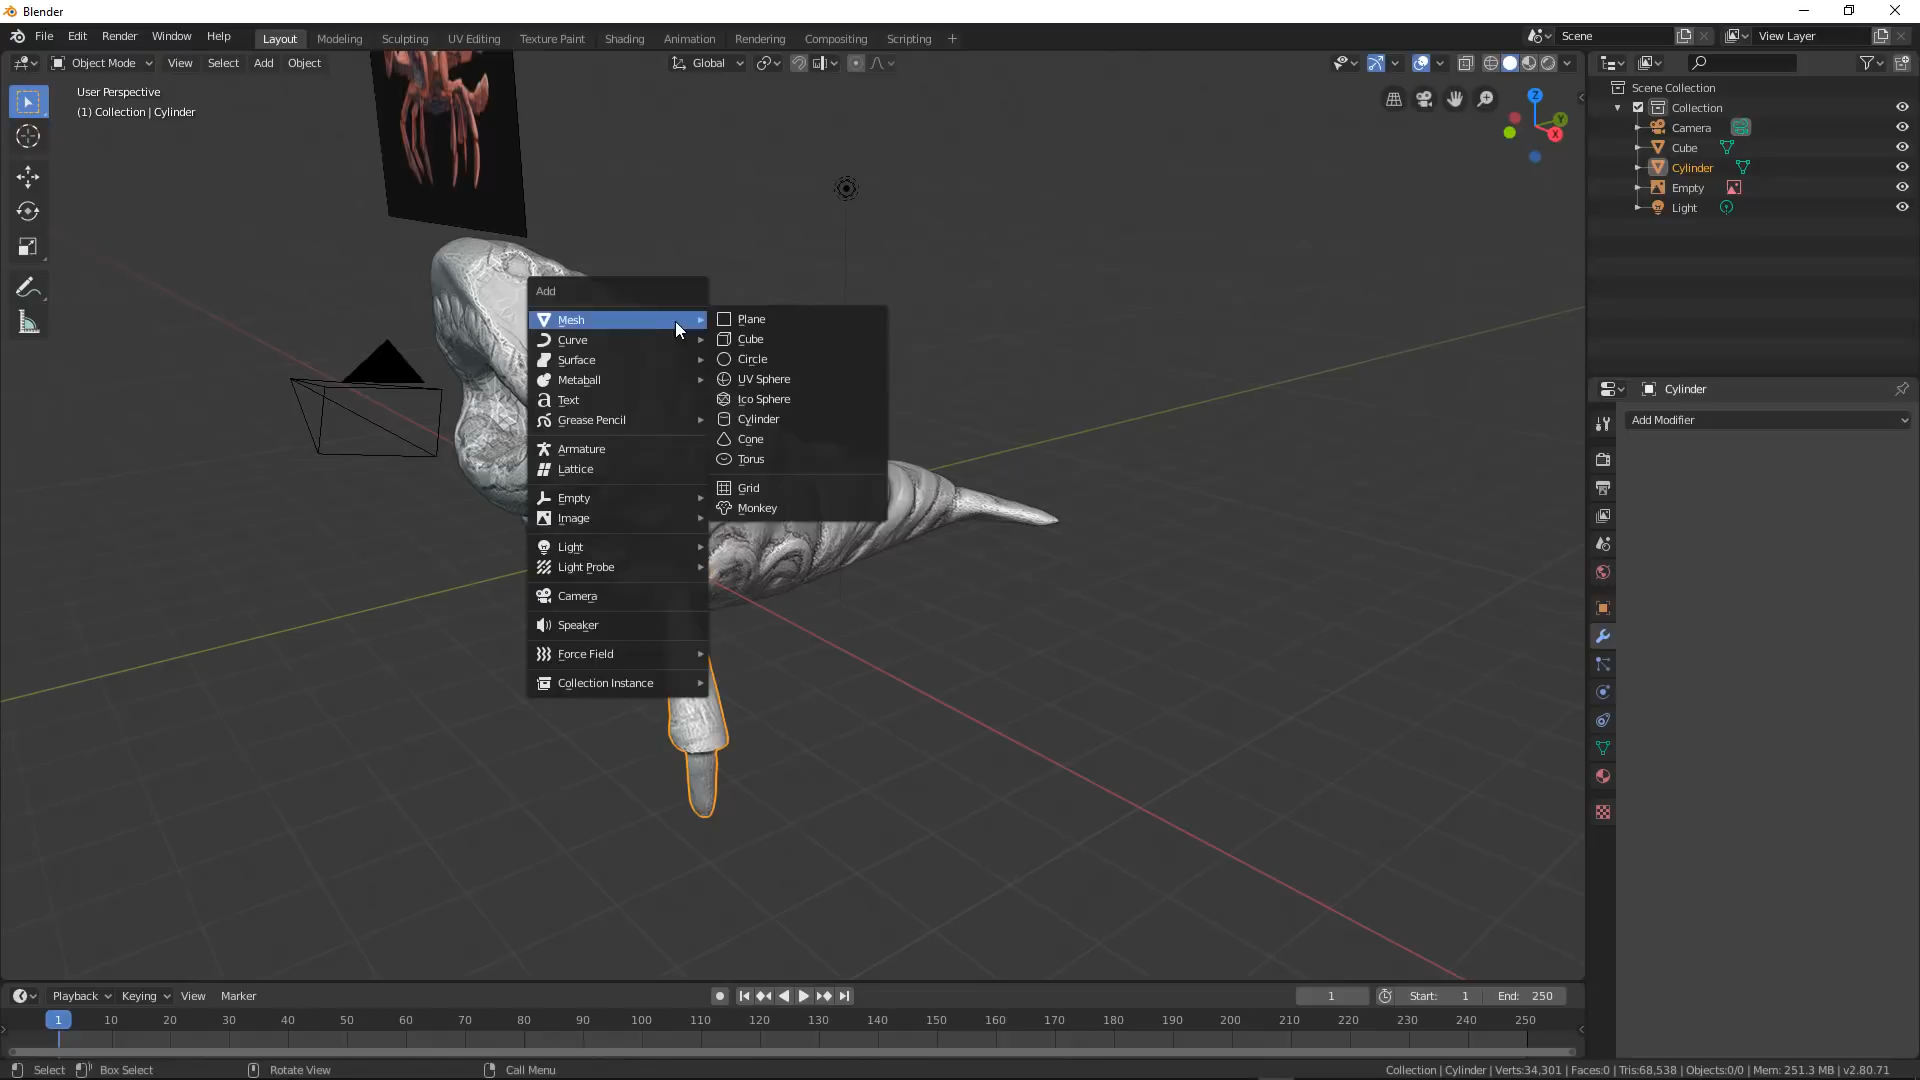 Blender
File Edit Render Window Help
Layout Modeling Sculpting UV Editing Texture Paint Shading Animation Rendering Compositing Scripting +
Scene View Layer
Object Mode View Select Add Object
Global
User Perspective
(1) Collection | Cylinder
Z
Y
X
Scene Collection
Collection
Camera
Cube
Cylinder
Empty
Light
Add
Mesh
Curve
Surface
Metaball
Text
Grease Pencil
Armature
Lattice
Empty
Image
Light
Light Probe
Camera
Speaker
Force Field
Collection Instance
Plane
Cube
Circle
UV Sphere
Ico Sphere
Cylinder
Cone
Torus
Grid
Monkey
Cylinder
Add Modifier
Playback Keying View Marker
1 Start: 1 End: 250
1 10 20 30 40 50 60 70 80 90 100 110 120 130 140 150 160 170 180 190 200 210 220 230 240 250
Select Box Select Rotate View Call Menu
Collection | Cylinder | Verts:34,301 | Faces:0 | Tris:68,538 | Objects:0/0 | Mem: 251.3 MB | v2.80.71